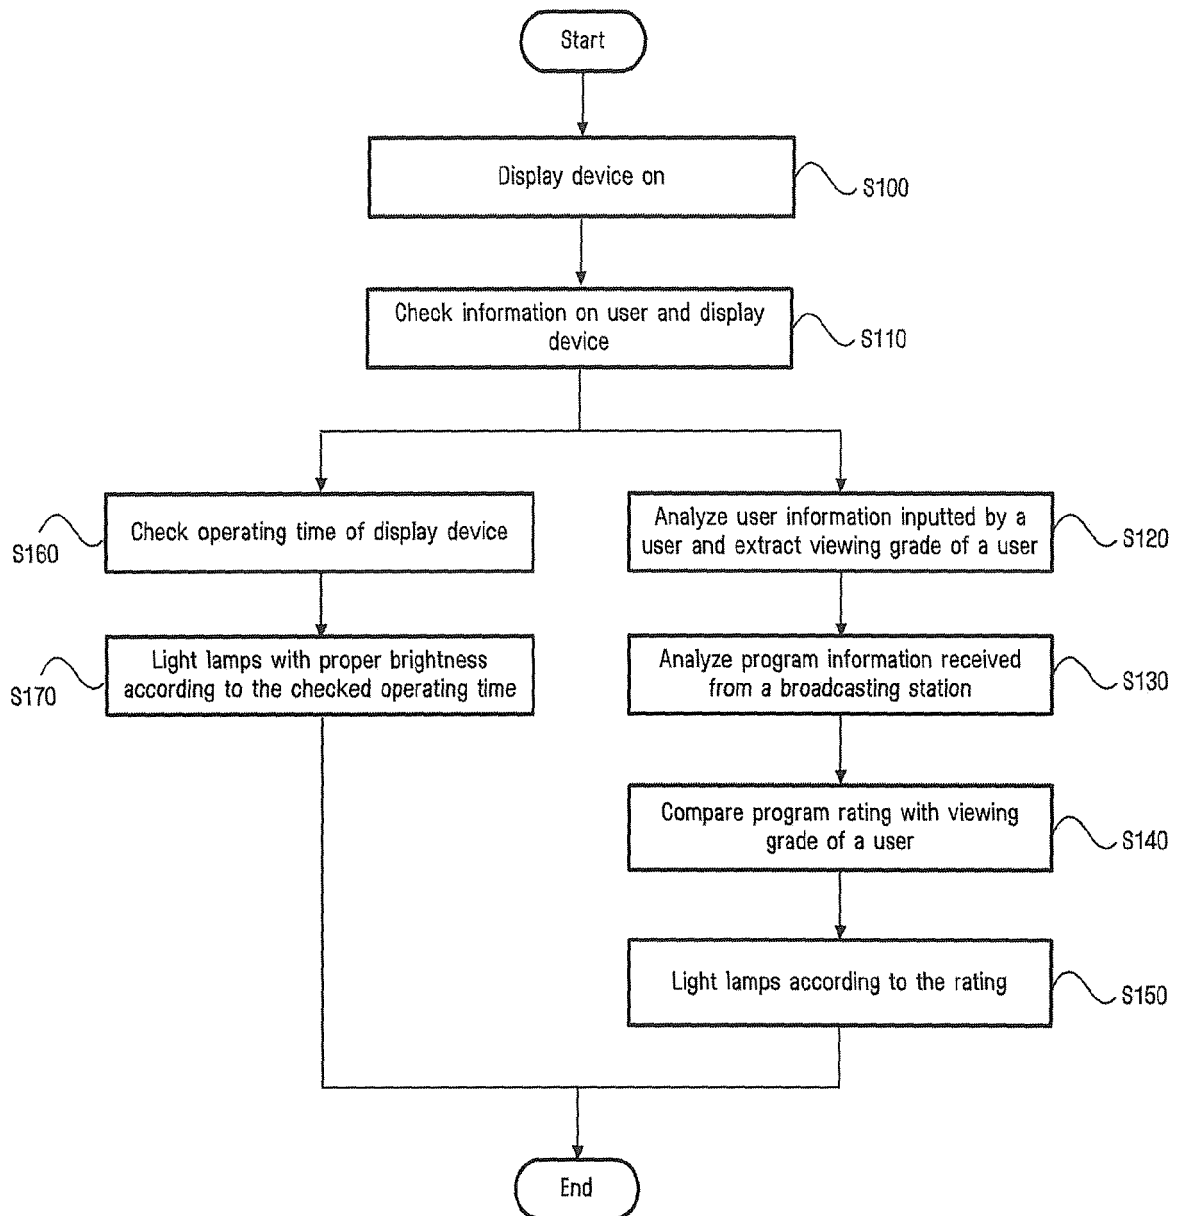 Start
Display device on
S100
Check information on user and display
device
S110
Check operating time of display device
S160
Light lamps with proper brightness
according to the checked operating time
S170
Analyze user information inputted by a
user and extract viewing grade of a user
S120
Analyze program information received
from a broadcasting station
S130
Compare program rating with viewing
grade of a user
S140
Light lamps according to the rating
S150
End